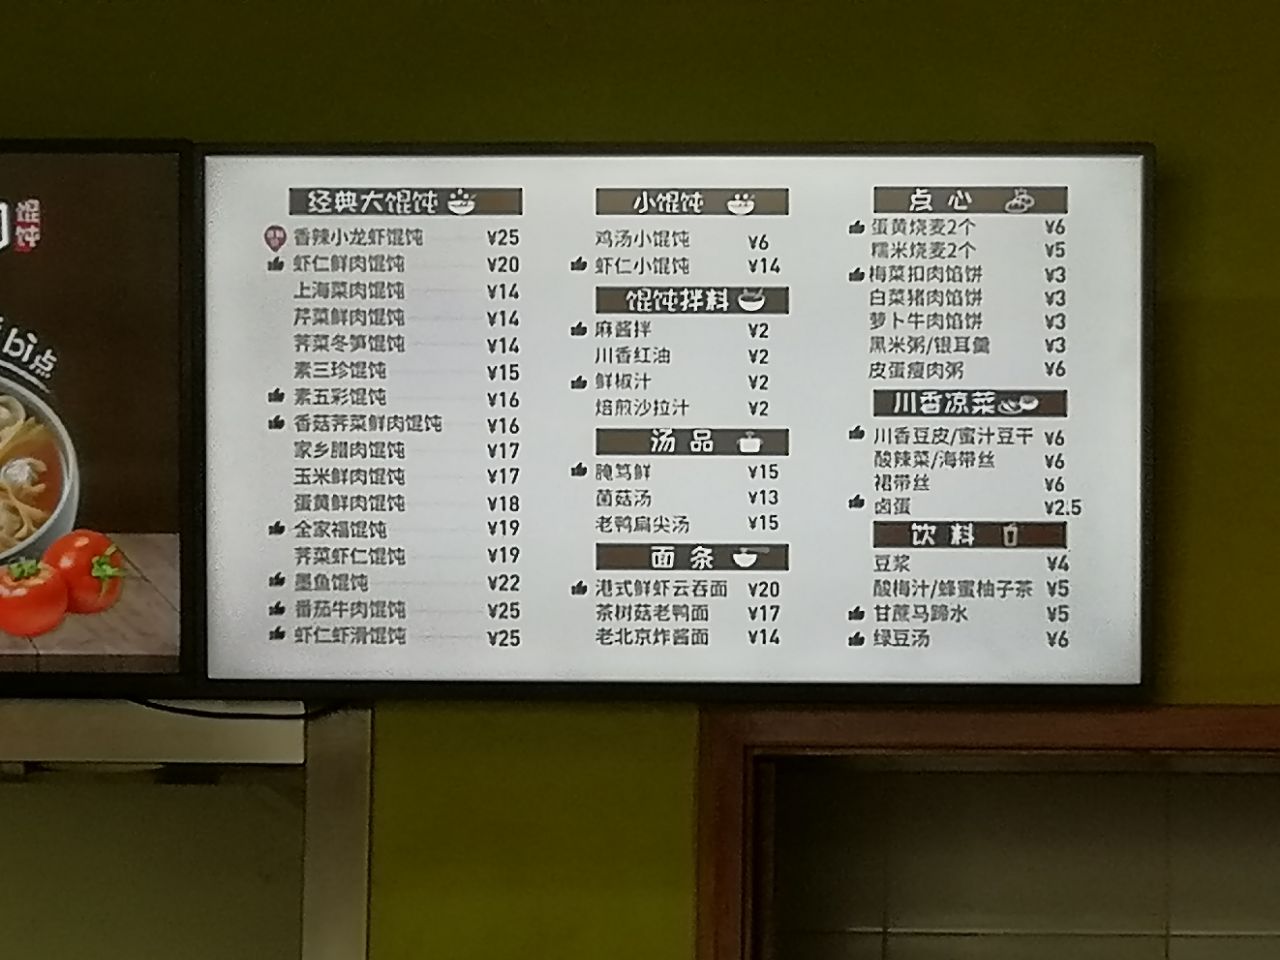 馄饨
bì点
经典大馄饨
香辣小龙虾馄饨 ¥25
虾仁鲜肉馄饨 ¥20
上海菜肉馄饨 ¥14
芹菜鲜肉馄饨 ¥14
荠菜冬笋馄饨 ¥14
素三珍馄饨 ¥15
素五彩馄饨 ¥16
香菇荠菜鲜肉馄饨 ¥16
家乡腊肉馄饨 ¥17
玉米鲜肉馄饨 ¥17
蛋黄鲜肉馄饨 ¥18
全家福馄饨 ¥19
荠菜虾仁馄饨 ¥19
墨鱼馄饨 ¥22
番茄牛肉馄饨 ¥25
虾仁虾滑馄饨 ¥25
小馄饨
鸡汤小馄饨 ¥6
虾仁小馄饨 ¥14
馄饨拌料
麻酱拌 ¥2
川香红油 ¥2
鲜椒汁 ¥2
焙煎沙拉汁 ¥2
汤品
腌笃鲜 ¥15
菌菇汤 ¥13
老鸭扁尖汤 ¥15
面条
港式鲜虾云吞面 ¥20
茶树菇老鸭面 ¥17
老北京炸酱面 ¥14
点心
蛋黄烧麦2个 ¥6
糯米烧麦2个 ¥5
梅菜扣肉馅饼 ¥3
白菜猪肉馅饼 ¥3
萝卜牛肉馅饼 ¥3
黑米粥/银耳羹 ¥3
皮蛋瘦肉粥 ¥6
川香凉菜
川香豆皮/蜜汁豆干 ¥6
酸辣菜/海带丝 ¥6
裙带丝 ¥6
卤蛋 ¥2.5
饮料
豆浆 ¥4
酸梅汁/蜂蜜柚子茶 ¥5
甘蔗马蹄水 ¥5
绿豆汤 ¥6